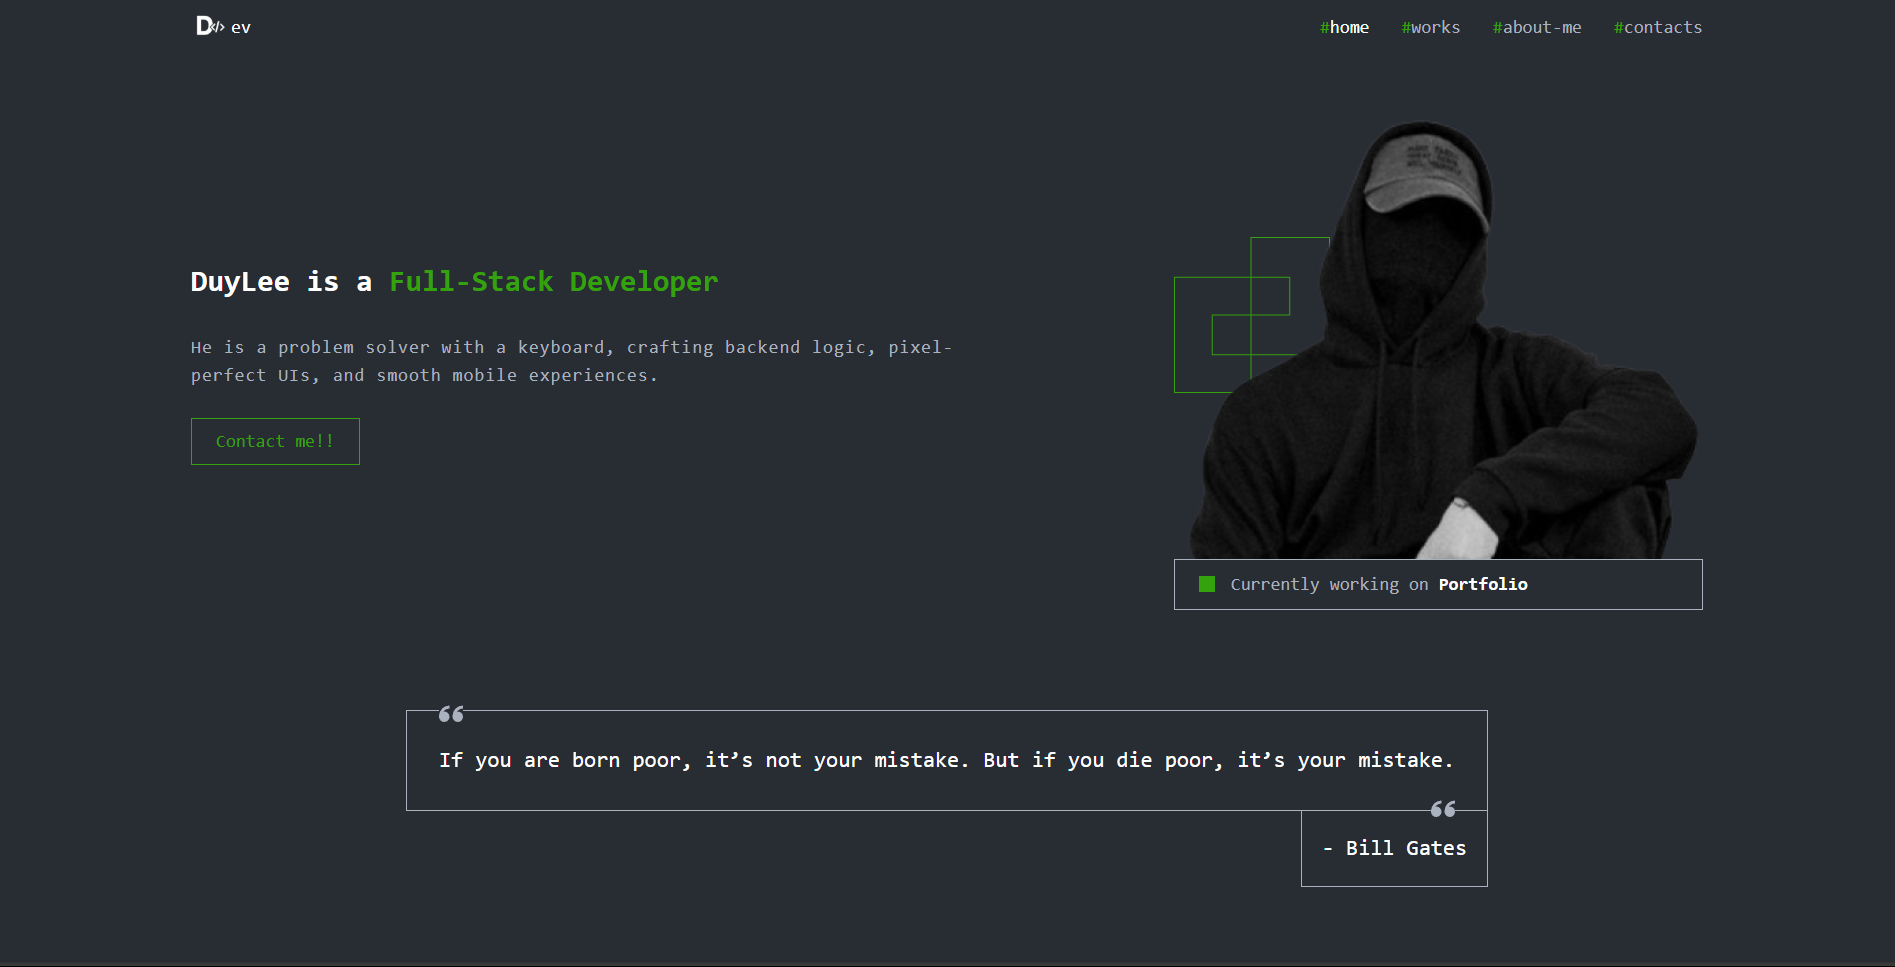 D</> ev
#home #works #about-me #contacts
DuyLee is a Full-Stack Developer
He is a problem solver with a keyboard, crafting backend logic, pixel-
perfect UIs, and smooth mobile experiences.
Contact me!!
Currently working on Portfolio
“
If you are born poor, it’s not your mistake. But if you die poor, it’s your mistake.
“
- Bill Gates